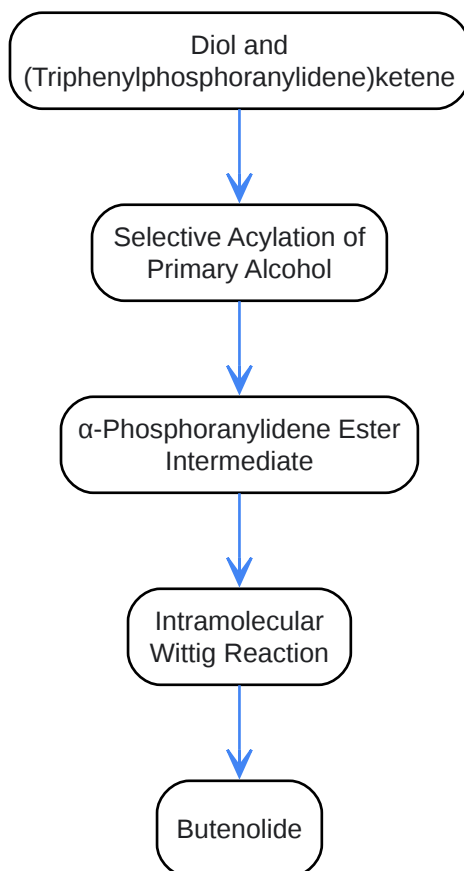 Diol and
(Triphenylphosphoranylidene)ketene
Selective Acylation of
Primary Alcohol
α-Phosphoranylidene Ester
Intermediate
Intramolecular
Wittig Reaction
Butenolide